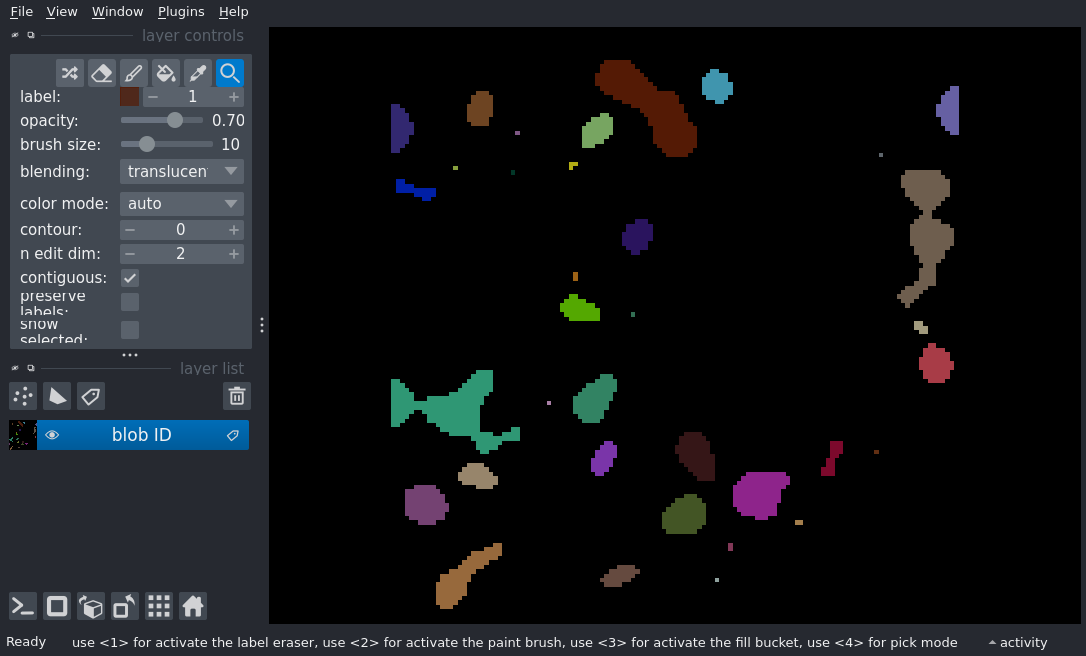 File View Window Plugins Help
layer controls
label: 1
opacity: 0.70
brush size: 10
blending: translucen
color mode: auto
contour: 0
n edit dim: 2
contiguous:
preserve
labels:
show
selected:
layer list
blob ID
Ready use <1> for activate the label eraser, use <2> for activate the paint brush, use <3> for activate the fill bucket, use <4> for pick mode activity